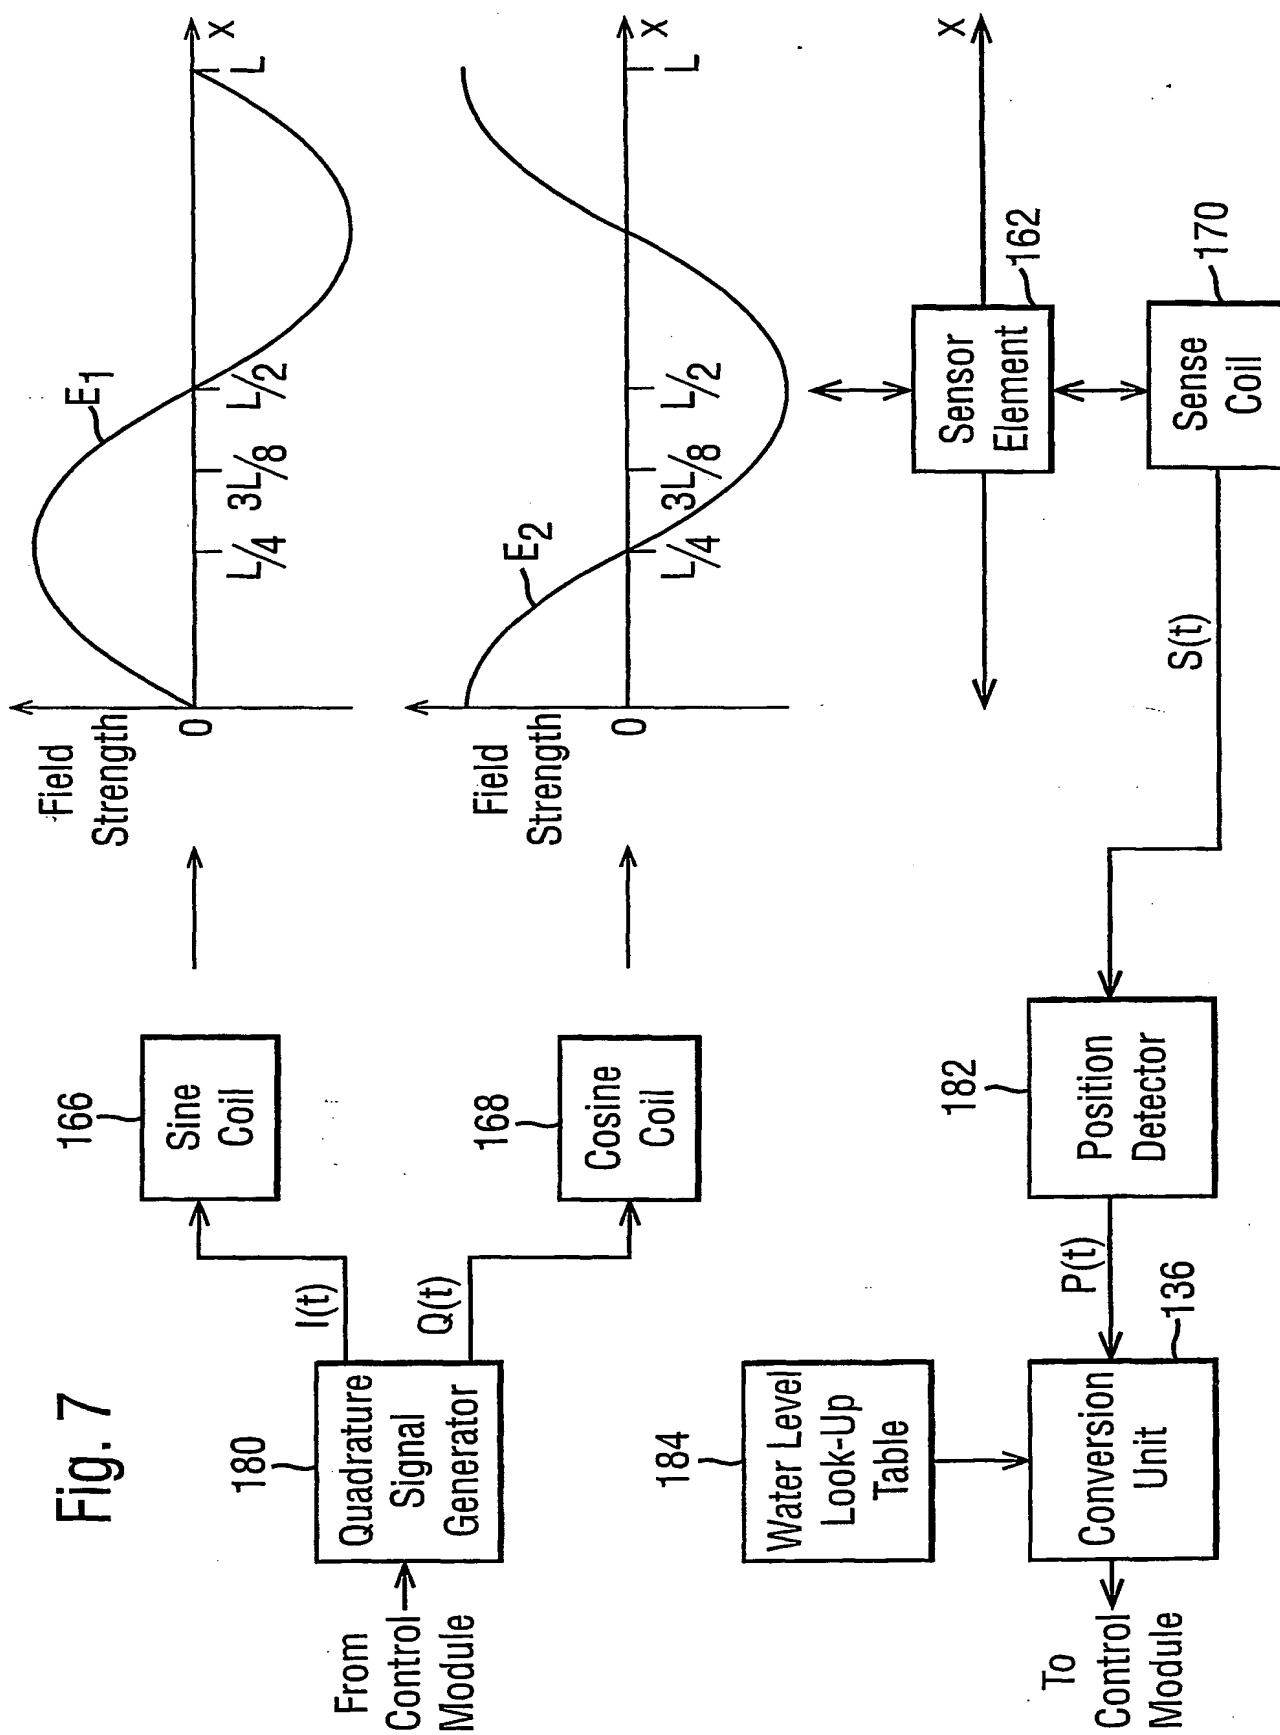 Fig. 7
From
Control
Module
180
Quadrature
Signal
Generator
I(t)
Q(t)
166
Sine
Coil
168
Cosine
Coil
Field
Strength
0
E1
L/4
3L/8
L/2
L
X
Field
Strength
0
E2
L/4
3L/8
L/2
L
X
184
Water Level
Look-Up
Table
To
Control
Module
Conversion
Unit
136
P(t)
182
Position
Detector
S(t)
Sensor
Element
162
X
Sense
Coil
170